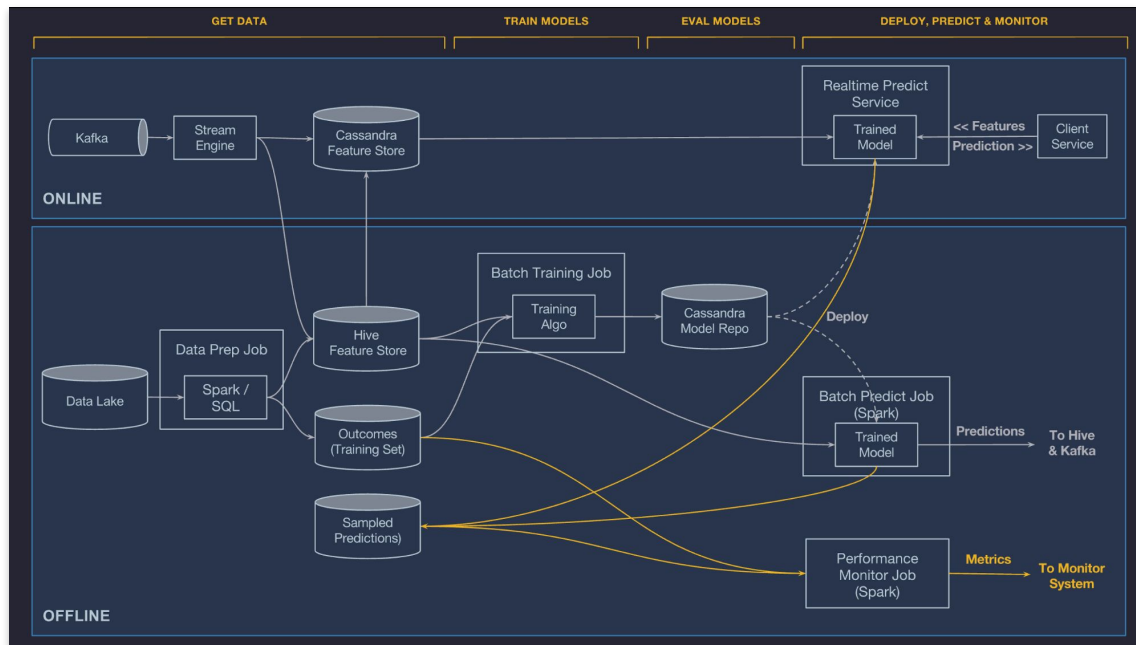 GET DATA
TRAIN MODELS
EVAL MODELS
DEPLOY, PREDICT & MONITOR
Kafka
Stream
Engine
Cassandra
Feature Store
Realtime Predict
Service
Trained
Model
<< Features
Prediction >>
Client
Service
ONLINE
Data Lake
Data Prep Job
Spark /
SQL
Hive
Feature Store
Outcomes
(Training Set)
Sampled
Predictions)
Batch Training Job
Training
Algo
Cassandra
Model Repo
Deploy
Batch Predict Job
(Spark)
Trained
Model
Predictions
To Hive
& Kafka
Performance
Monitor Job
(Spark)
Metrics
To Monitor
System
OFFLINE